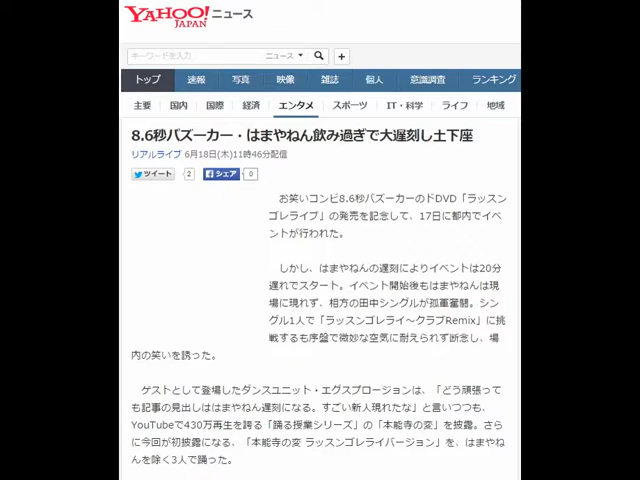 YAHOO! JAPAN ニュース
キーワードを入力 ニュース
トップ 速報 写真 映像 雑誌 個人 意識調査 ランキング
主要 国内 国際 経済 エンタメ スポーツ IT・科学 ライフ 地域
8.6秒バズーカー・はまやねん飲み過ぎで大遅刻し土下座
リアルライブ 6月18日(木)11時46分配信
ツイート 2 シェア 0
お笑いコンビ8.6秒バズーカーのドDVD「ラッスン
ゴレライブ」の発売を記念して、17日に都内でイベ
ントが行われた。
しかし、はまやねんの遅刻によりイベントは20分
遅れでスタート。イベント開始後もはまやねんは現
場に現れず、相方の田中シングルが孤軍奮闘。シン
グル1人で「ラッスンゴレライ～クラブRemix」に挑
戦するも序盤で微妙な空気に耐えられず断念し、場
内の笑いを誘った。
ゲストとして登場したダンスユニット・エグスプロージョンは、「どう頑張って
も記事の見出しははまやねん遅刻になる。すごい新人現れたな」と言いつつも、
YouTubeで430万再生を誇る「踊る授業シリーズ」の「本能寺の変」を披露。さら
に今回が初披露になる、「本能寺の変 ラッスンゴレライバージョン」を、はまやね
んを除く3人で踊った。